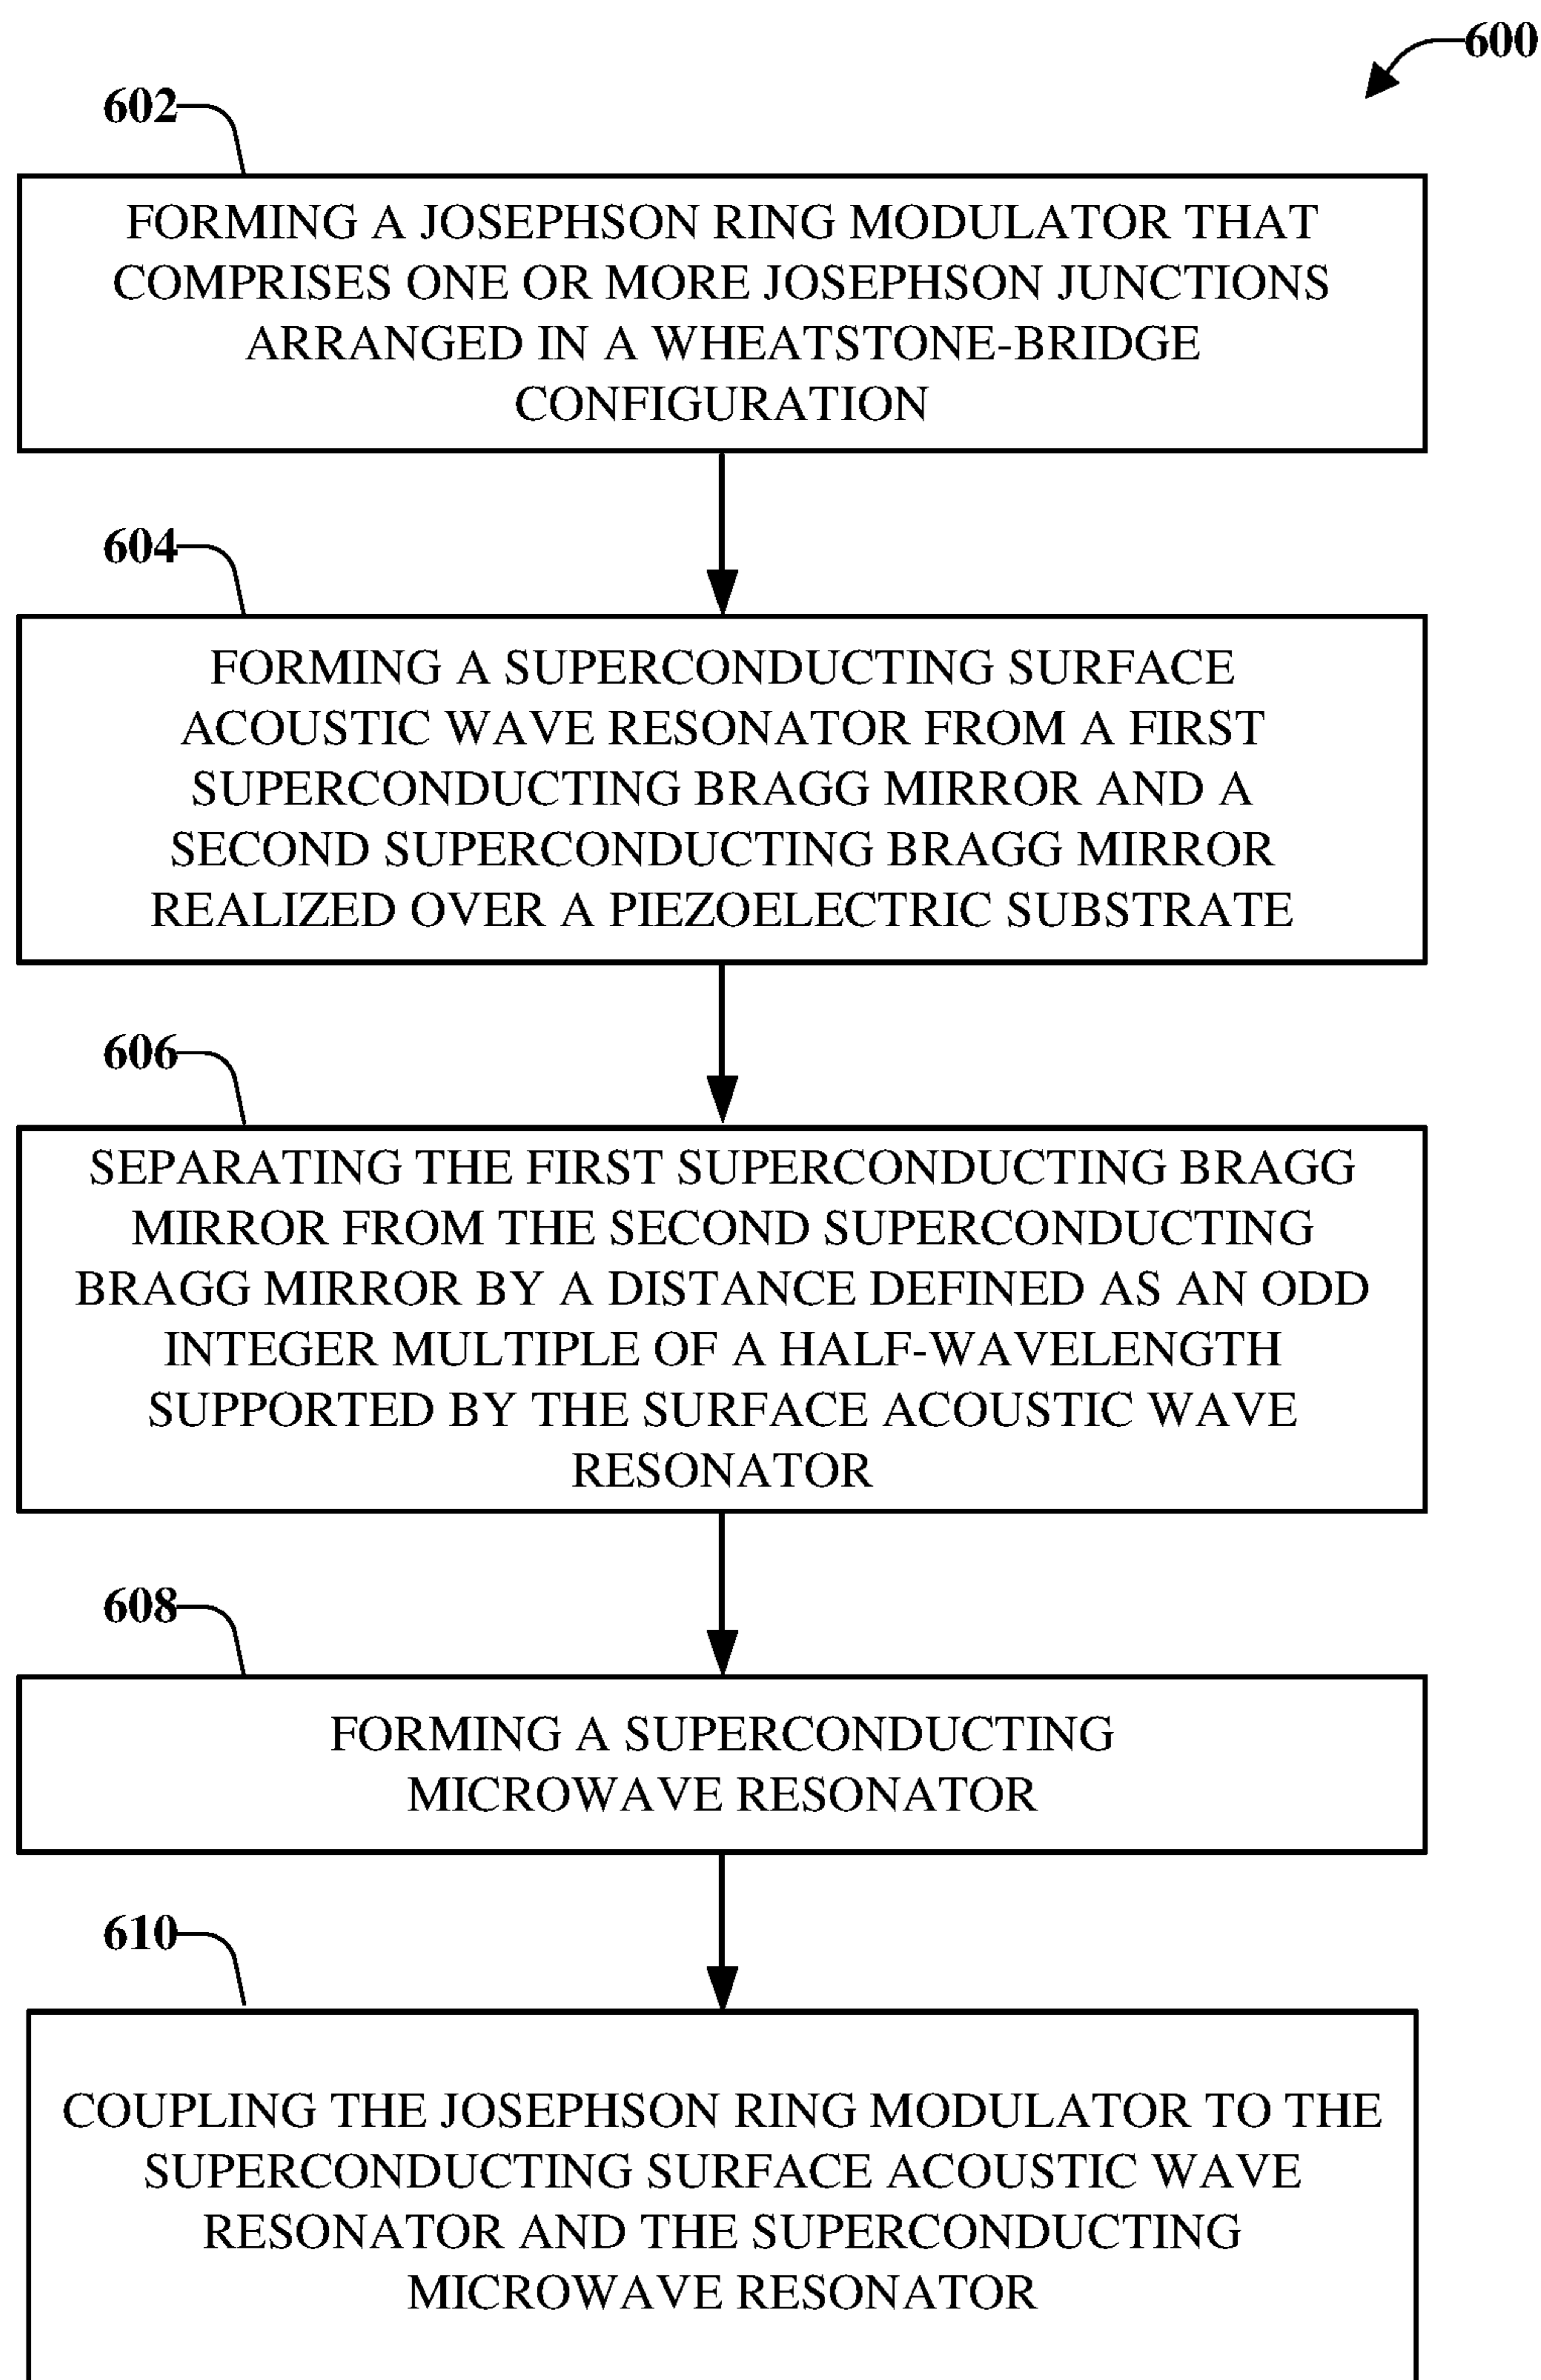 600
602
FORMING A JOSEPHSON RING MODULATOR THAT
COMPRISES ONE OR MORE JOSEPHSON JUNCTIONS
ARRANGED IN A WHEATSTONE-BRIDGE
CONFIGURATION
604
FORMING A SUPERCONDUCTING SURFACE
ACOUSTIC WAVE RESONATOR FROM A FIRST
SUPERCONDUCTING BRAGG MIRROR AND A
SECOND SUPERCONDUCTING BRAGG MIRROR
REALIZED OVER A PIEZOELECTRIC SUBSTRATE
606
SEPARATING THE FIRST SUPERCONDUCTING BRAGG
MIRROR FROM THE SECOND SUPERCONDUCTING
BRAGG MIRROR BY A DISTANCE DEFINED AS AN ODD
INTEGER MULTIPLE OF A HALF-WAVELENGTH
SUPPORTED BY THE SURFACE ACOUSTIC WAVE
RESONATOR
608
FORMING A SUPERCONDUCTING
MICROWAVE RESONATOR
610
COUPLING THE JOSEPHSON RING MODULATOR TO THE
SUPERCONDUCTING SURFACE ACOUSTIC WAVE
RESONATOR AND THE SUPERCONDUCTING
MICROWAVE RESONATOR